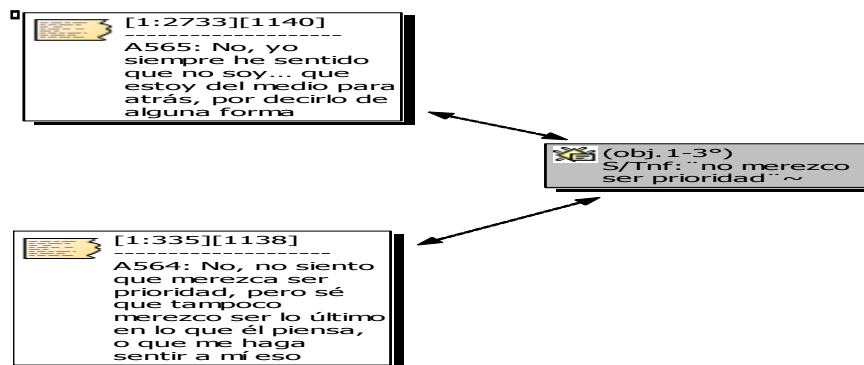 [1:2733][1140]
--------------------
A565: No, yo
siempre he sentido
que no soy... que
estoy del medio para
atrás, por decirlo de
alguna forma
(obj.1-3º)
S/Tnf:¨no merezco
ser prioridad¨~
[1:335][1138]
--------------------
A564: No, no siento
que merezca ser
prioridad, pero sé
que tampoco
merezco ser lo último
en lo que él piensa,
o que me haga
sentir a mí eso